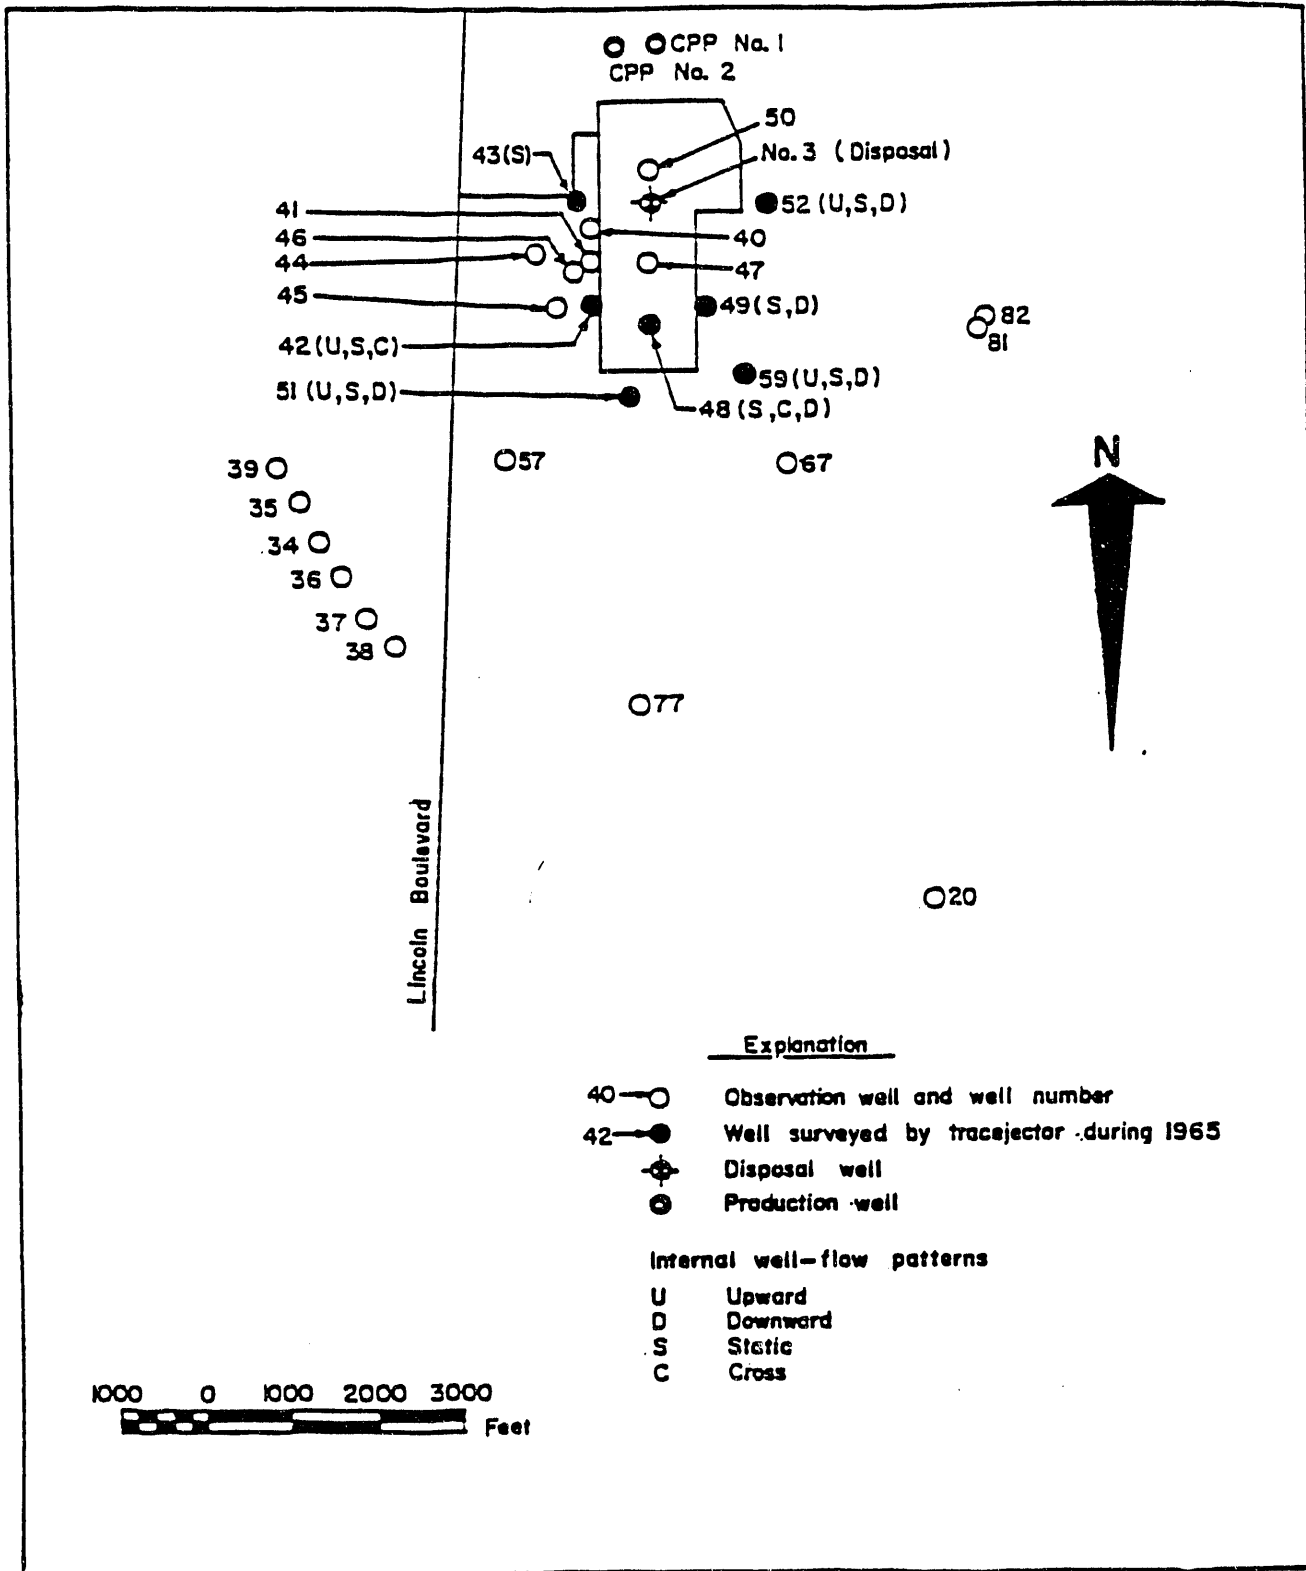 CPP No. 1
CPP No. 2
50
No. 3 (Disposal)
43(S)
52 (U,S,D)
41
46
40
44
47
45
49(S,D)
82
81
42(U,S,C)
59(U,S,D)
51 (U,S,D)
48(S,C,D)
39
57
67
N
35
34
36
37
38
77
Lincoln Boulevard
20
Explanation
40 Observation well and well number
42 Well surveyed by tracejector during 1965
Disposal well
Production well
Internal well-flow patterns
U Upward
D Downward
S Static
C Cross
1000 0 1000 2000 3000
Feet